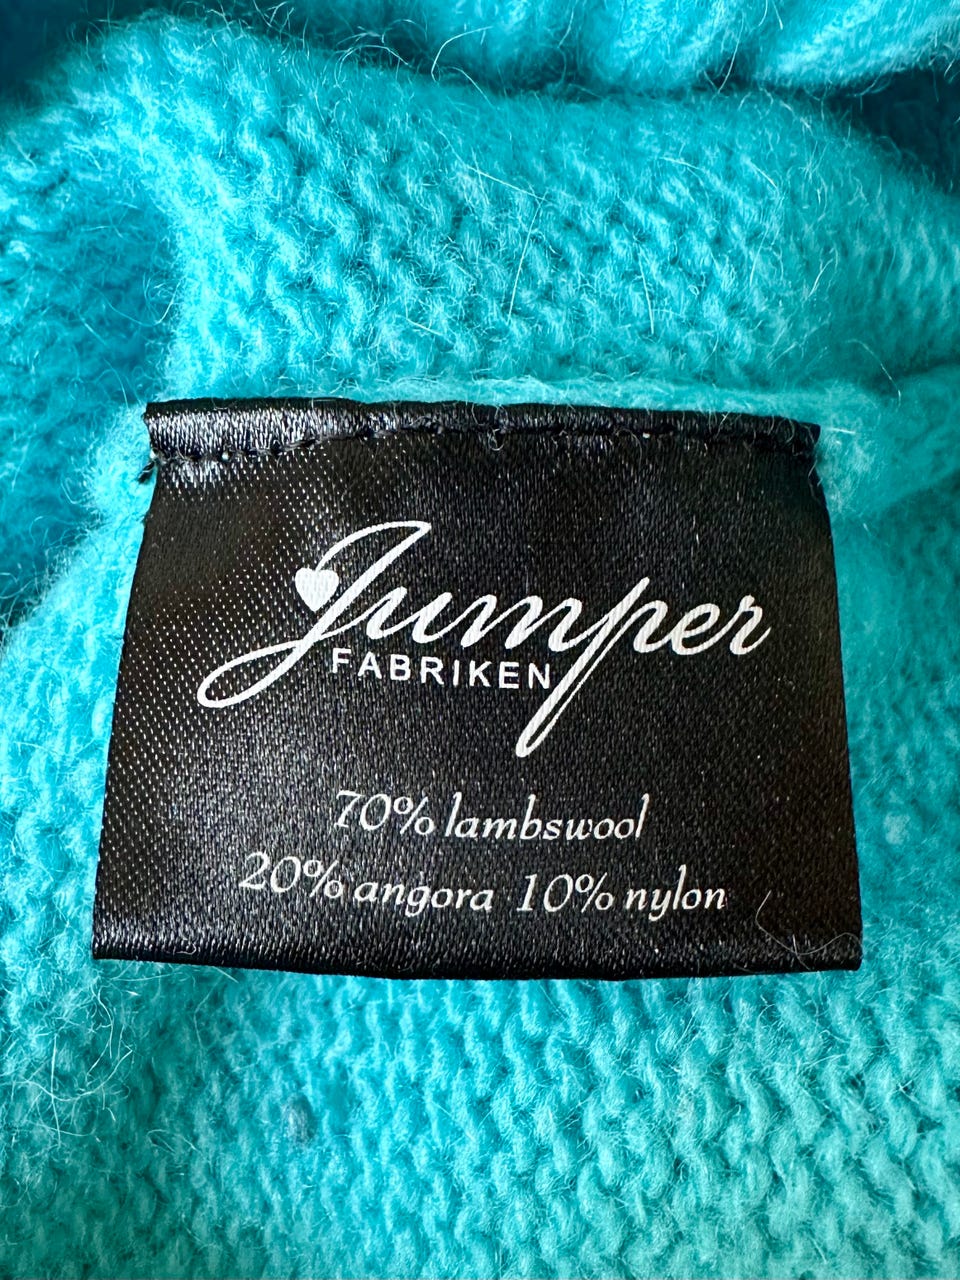 Jumper
FABRIKEN
70% lambswool
20% angora 10% nylon